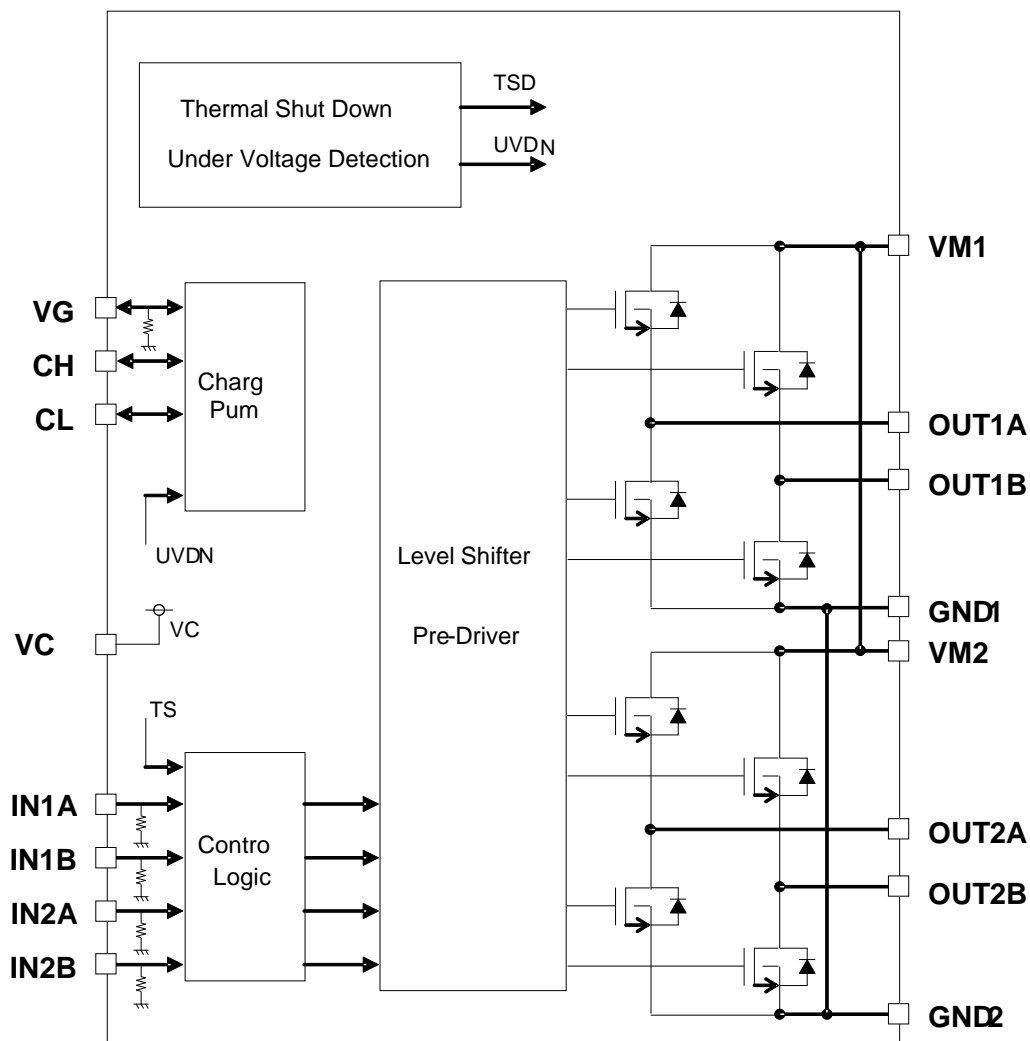 TSD
Thermal Shut Down
UVDN
Under Voltage Detection
VM1
VG
CH
Charg
Pum
CL
OUT1A
OUT1B
UVDN
Level Shifter
VC
GND1
VC
Pre-Driver
VM2
TS
IN1A
OUT2A
IN1B
Contro
Logic
OUT2B
IN2A
IN2B
GND2